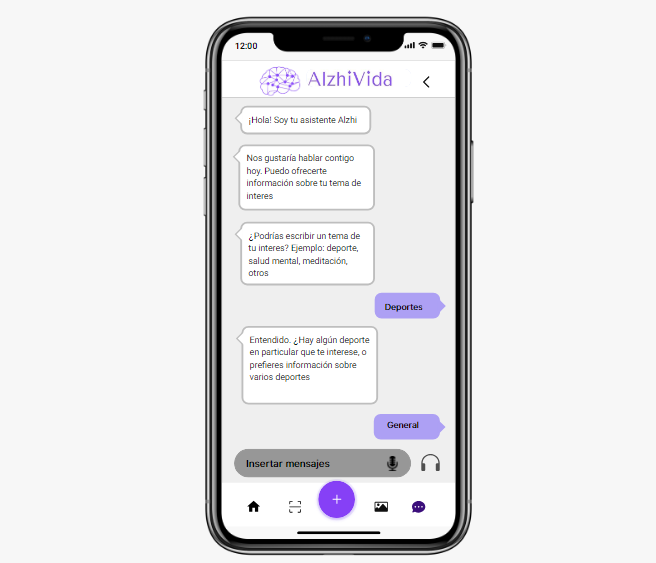 12:00
AlzhiVida
¡Hola! Soy tu asistente Alzhi
Nos gustaría hablar contigo
hoy. Puedo ofrecerte
información sobre tu tema de
interes
¿Podrías escribir un tema de
tu interes? Ejemplo: deporte,
salud mental, meditación,
otros
Deportes
Entendido. ¿Hay algún deporte
en particular que te interese, o
prefieres información sobre
varios deportes
General
Insertar mensajes